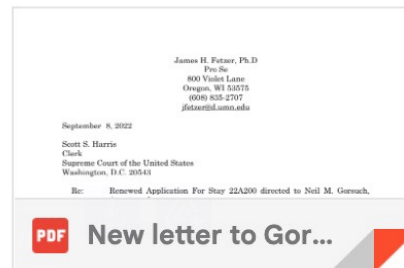 James H. Fetzer, Ph.D
Pro Se
800 Violet Lane
Oregon, WI 53575
(608) 835-2707
jfetzer@d.umn.edu
September 8, 2022
Scott S. Harris
Clerk
Supreme Court of the United States
Washington, D.C. 20543
Re: Renewed Application For Stay 22A200 directed to Neil M. Gorsuch,
PDF
New letter to Gor...